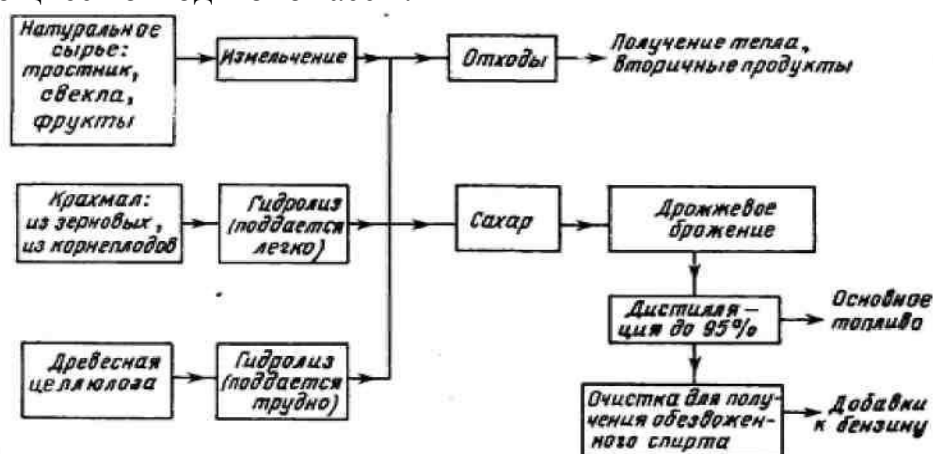 Натуральное
сырье:
тростник,
свекла,
фрукты
Измельчение
Отходы
Получение тепла,
вторичные продукты
Крахмал:
из зерновых,
из корнеплодов
Гидролиз
(поддается
легко)
Сахар
Дрожжевое
брожение
Дистилля-
ция до 95%
Основное
топливо
Древесная
целлюлоза
Гидролиз
(поддается
трудно)
Очистка для полу-
чения обезвожен-
ного спирта
Добавки
к бензину